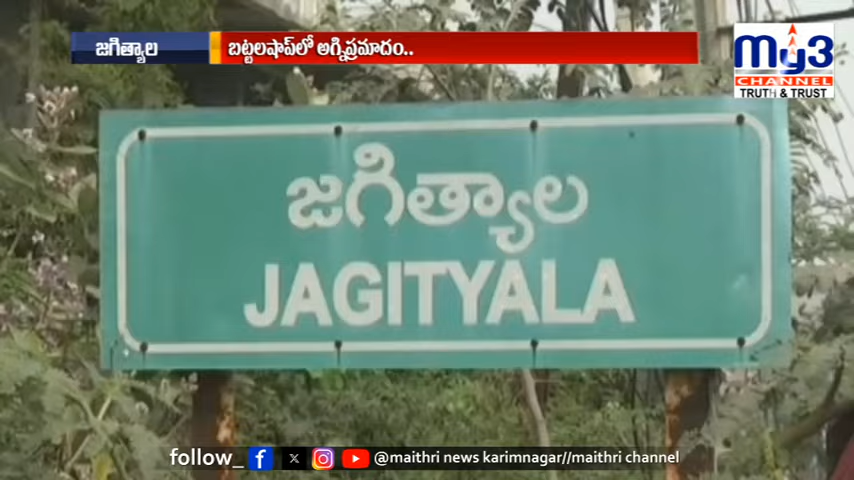 జగిత్యాల
బట్టలషాప్‌లో అగ్నిప్రమాదం..
my3
CHANNEL
TRUTH & TRUST
జగిత్యాల
JAGITYALA
follow_
@maithri news karimnagar//maithri channel